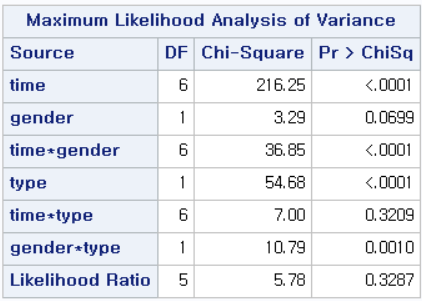 Maximum Likelihood Analysis of Variance
Source DF Chi-Square Pr > ChiSq
time 6 216.25 <.0001
gender 1 3.29 0.0699
time*gender 6 36.85 <.0001
type 1 54.68 <.0001
time*type 6 7.00 0.3209
gender*type 1 10.79 0.0010
Likelihood Ratio 5 5.78 0.3287